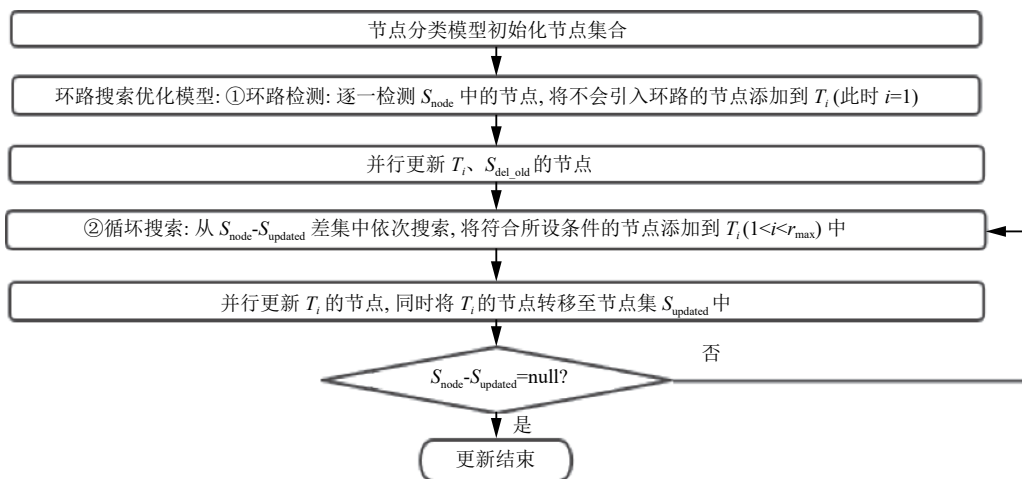 节点分类模型初始化节点集合
环路搜索优化模型: ①环路检测: 逐一检测 S_node 中的节点, 将不会引入环路的节点添加到 T_i (此时 i=1)
并行更新 T_i、S_del_old 的节点
②循坏搜索: 从 S_node-S_updated 差集中依次搜索, 将符合所设条件的节点添加到 T_i (1<i<r_max) 中
并行更新 T_i 的节点, 同时将 T_i 的节点转移至节点集 S_updated 中
否
S_node-S_updated=null?
是
更新结束